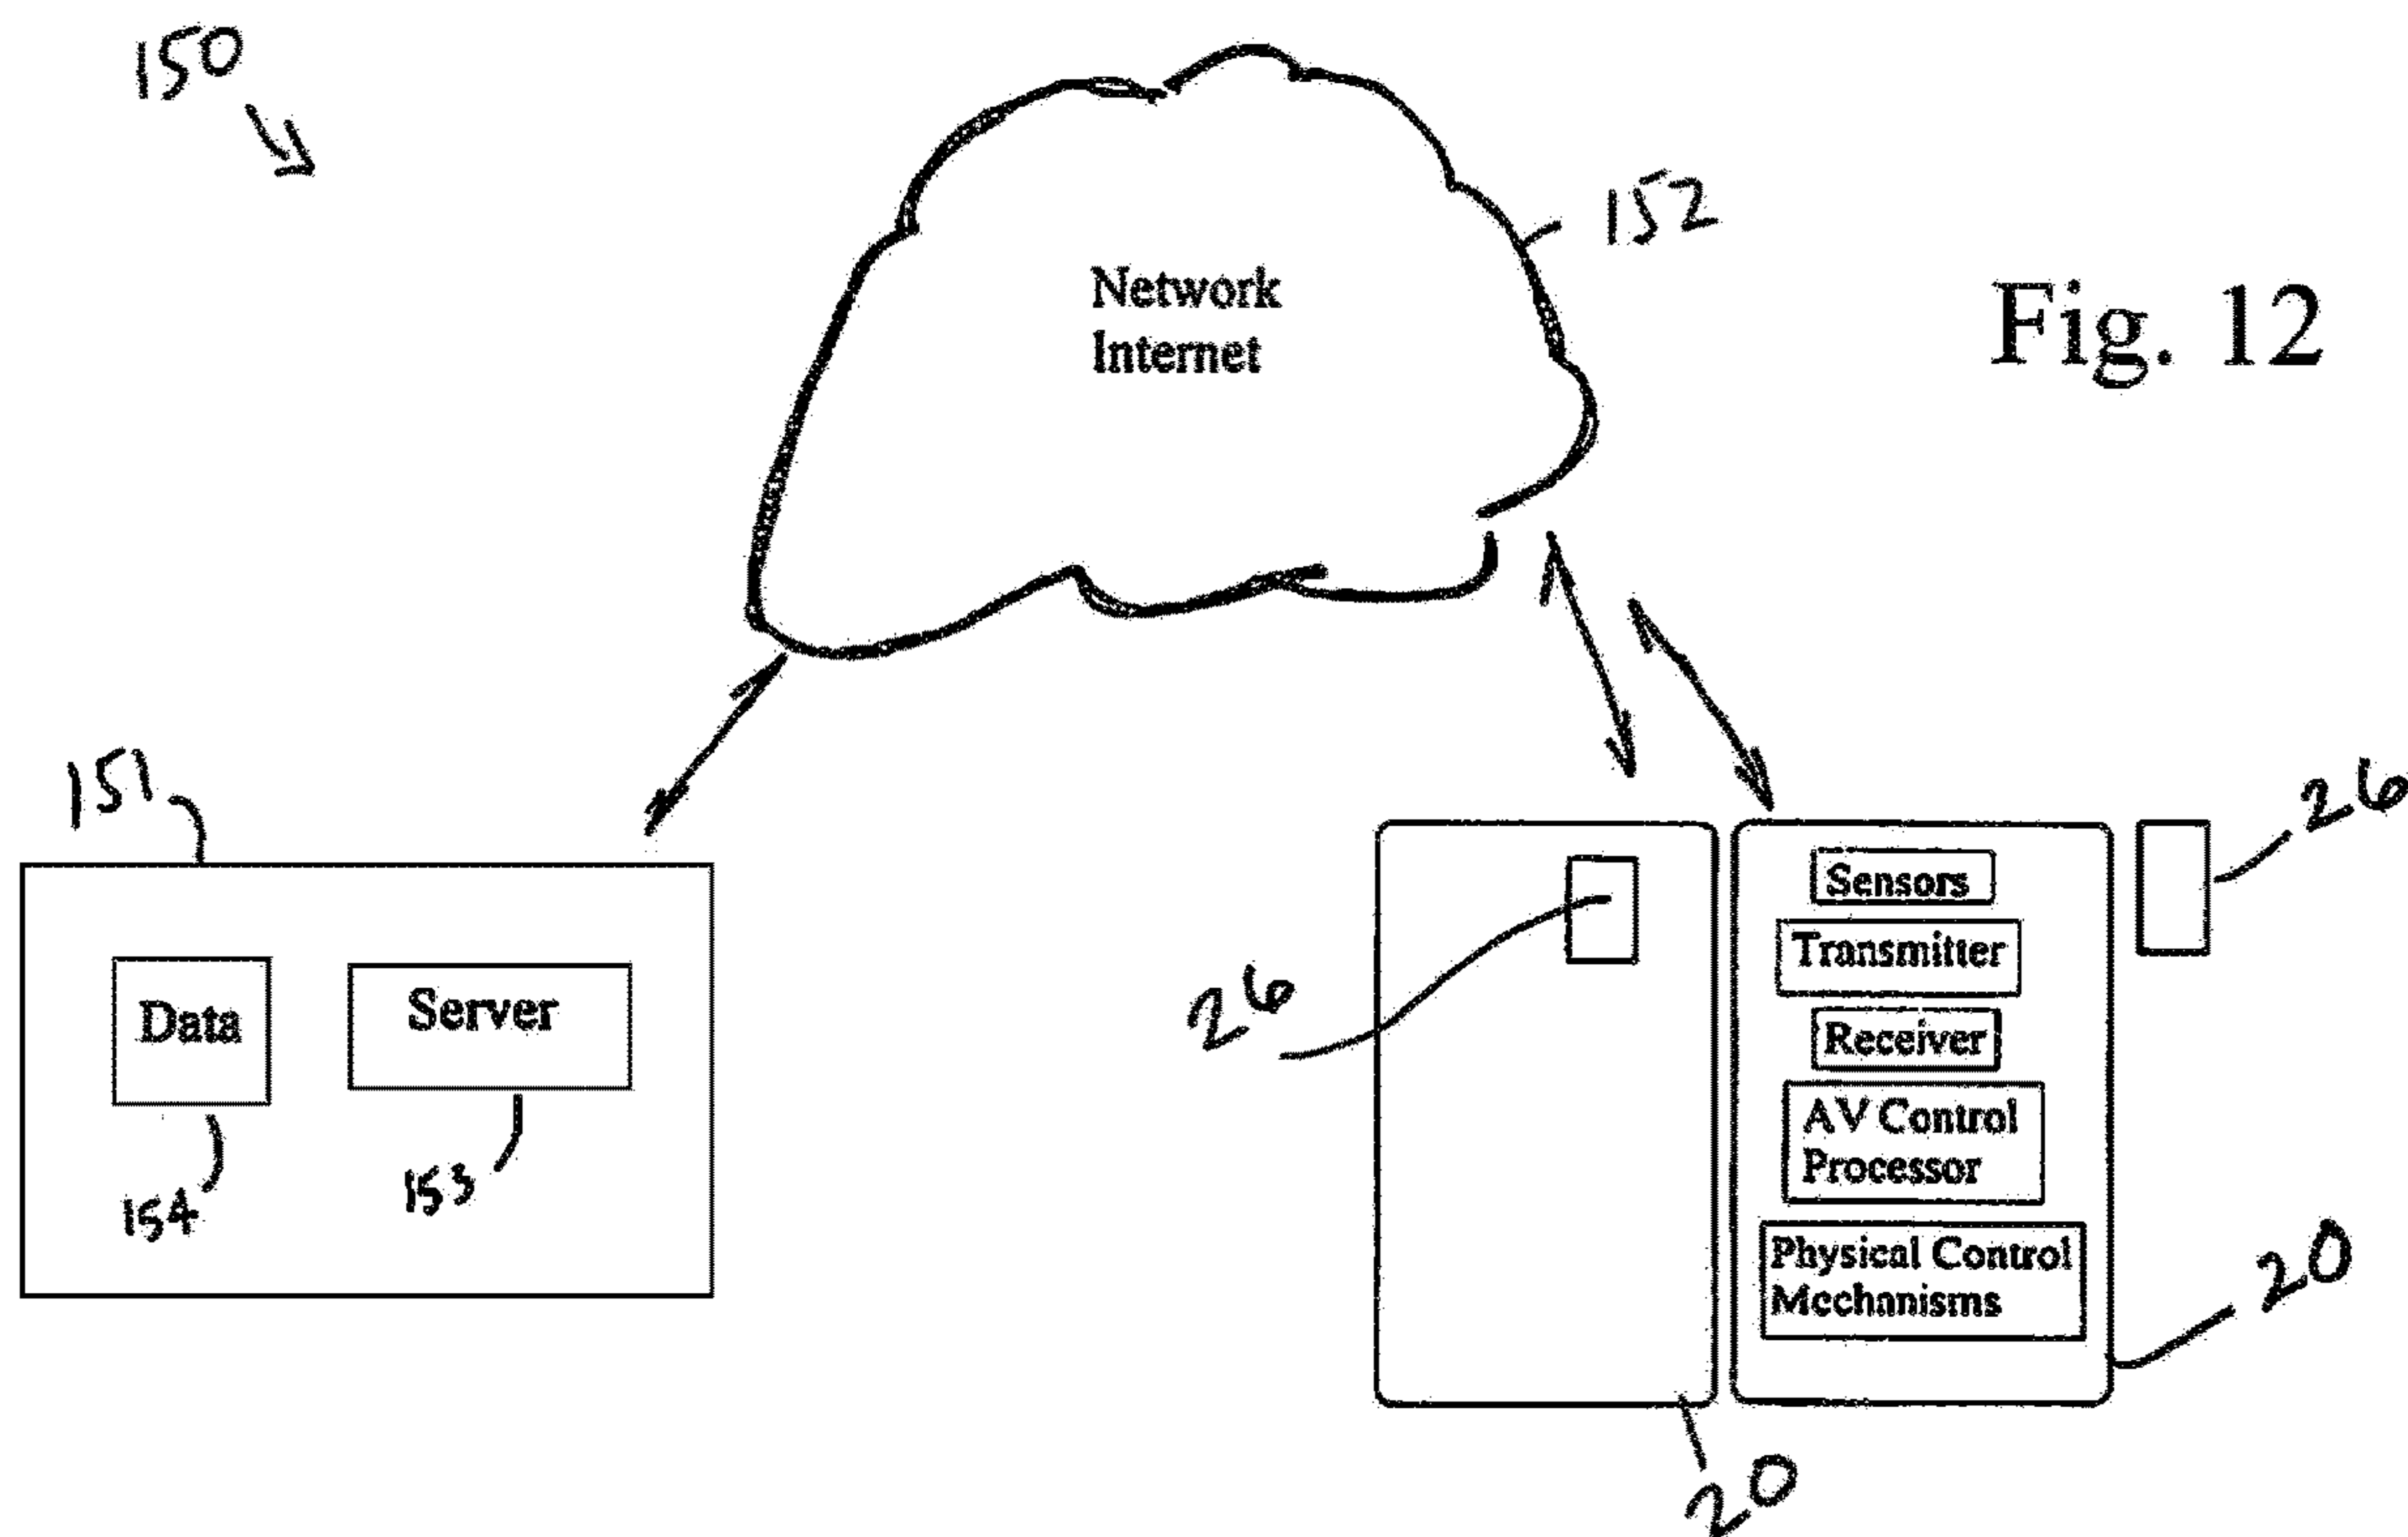 150
152
Network
Internet
Fig. 12
151
26
Sensors
Transmitter
Data
Server
26
Receiver
AV Control
Processor
154
153
Physical Control
Mechanisms
20
20